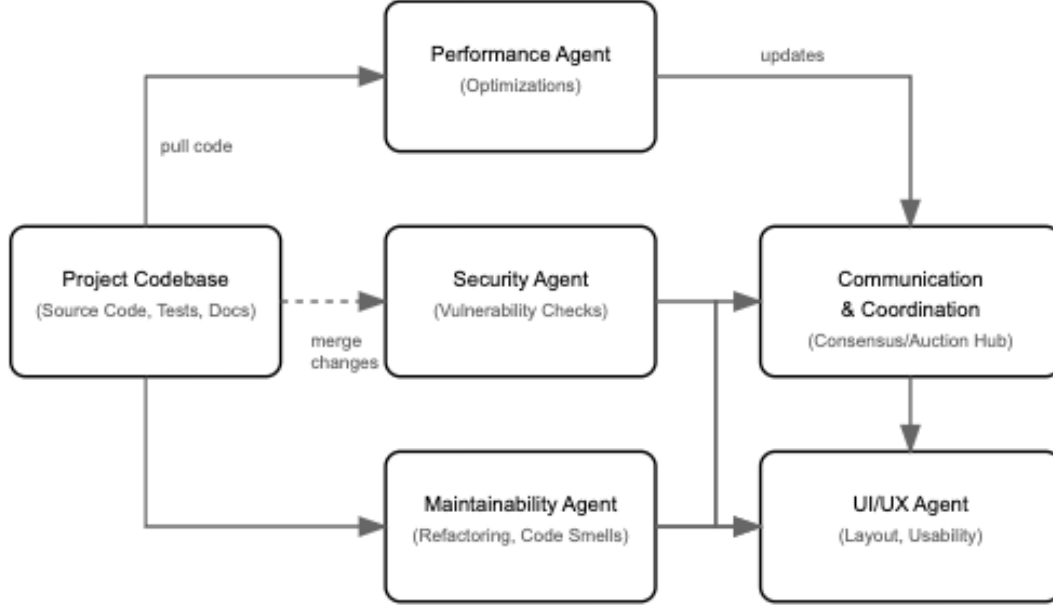 Performance Agent
(Optimizations)
updates
pull code
Project Codebase
(Source Code, Tests, Docs)
merge
changes
Security Agent
(Vulnerability Checks)
Communication
& Coordination
(Consensus/Auction Hub)
Maintainability Agent
(Refactoring, Code Smells)
UI/UX Agent
(Layout, Usability)